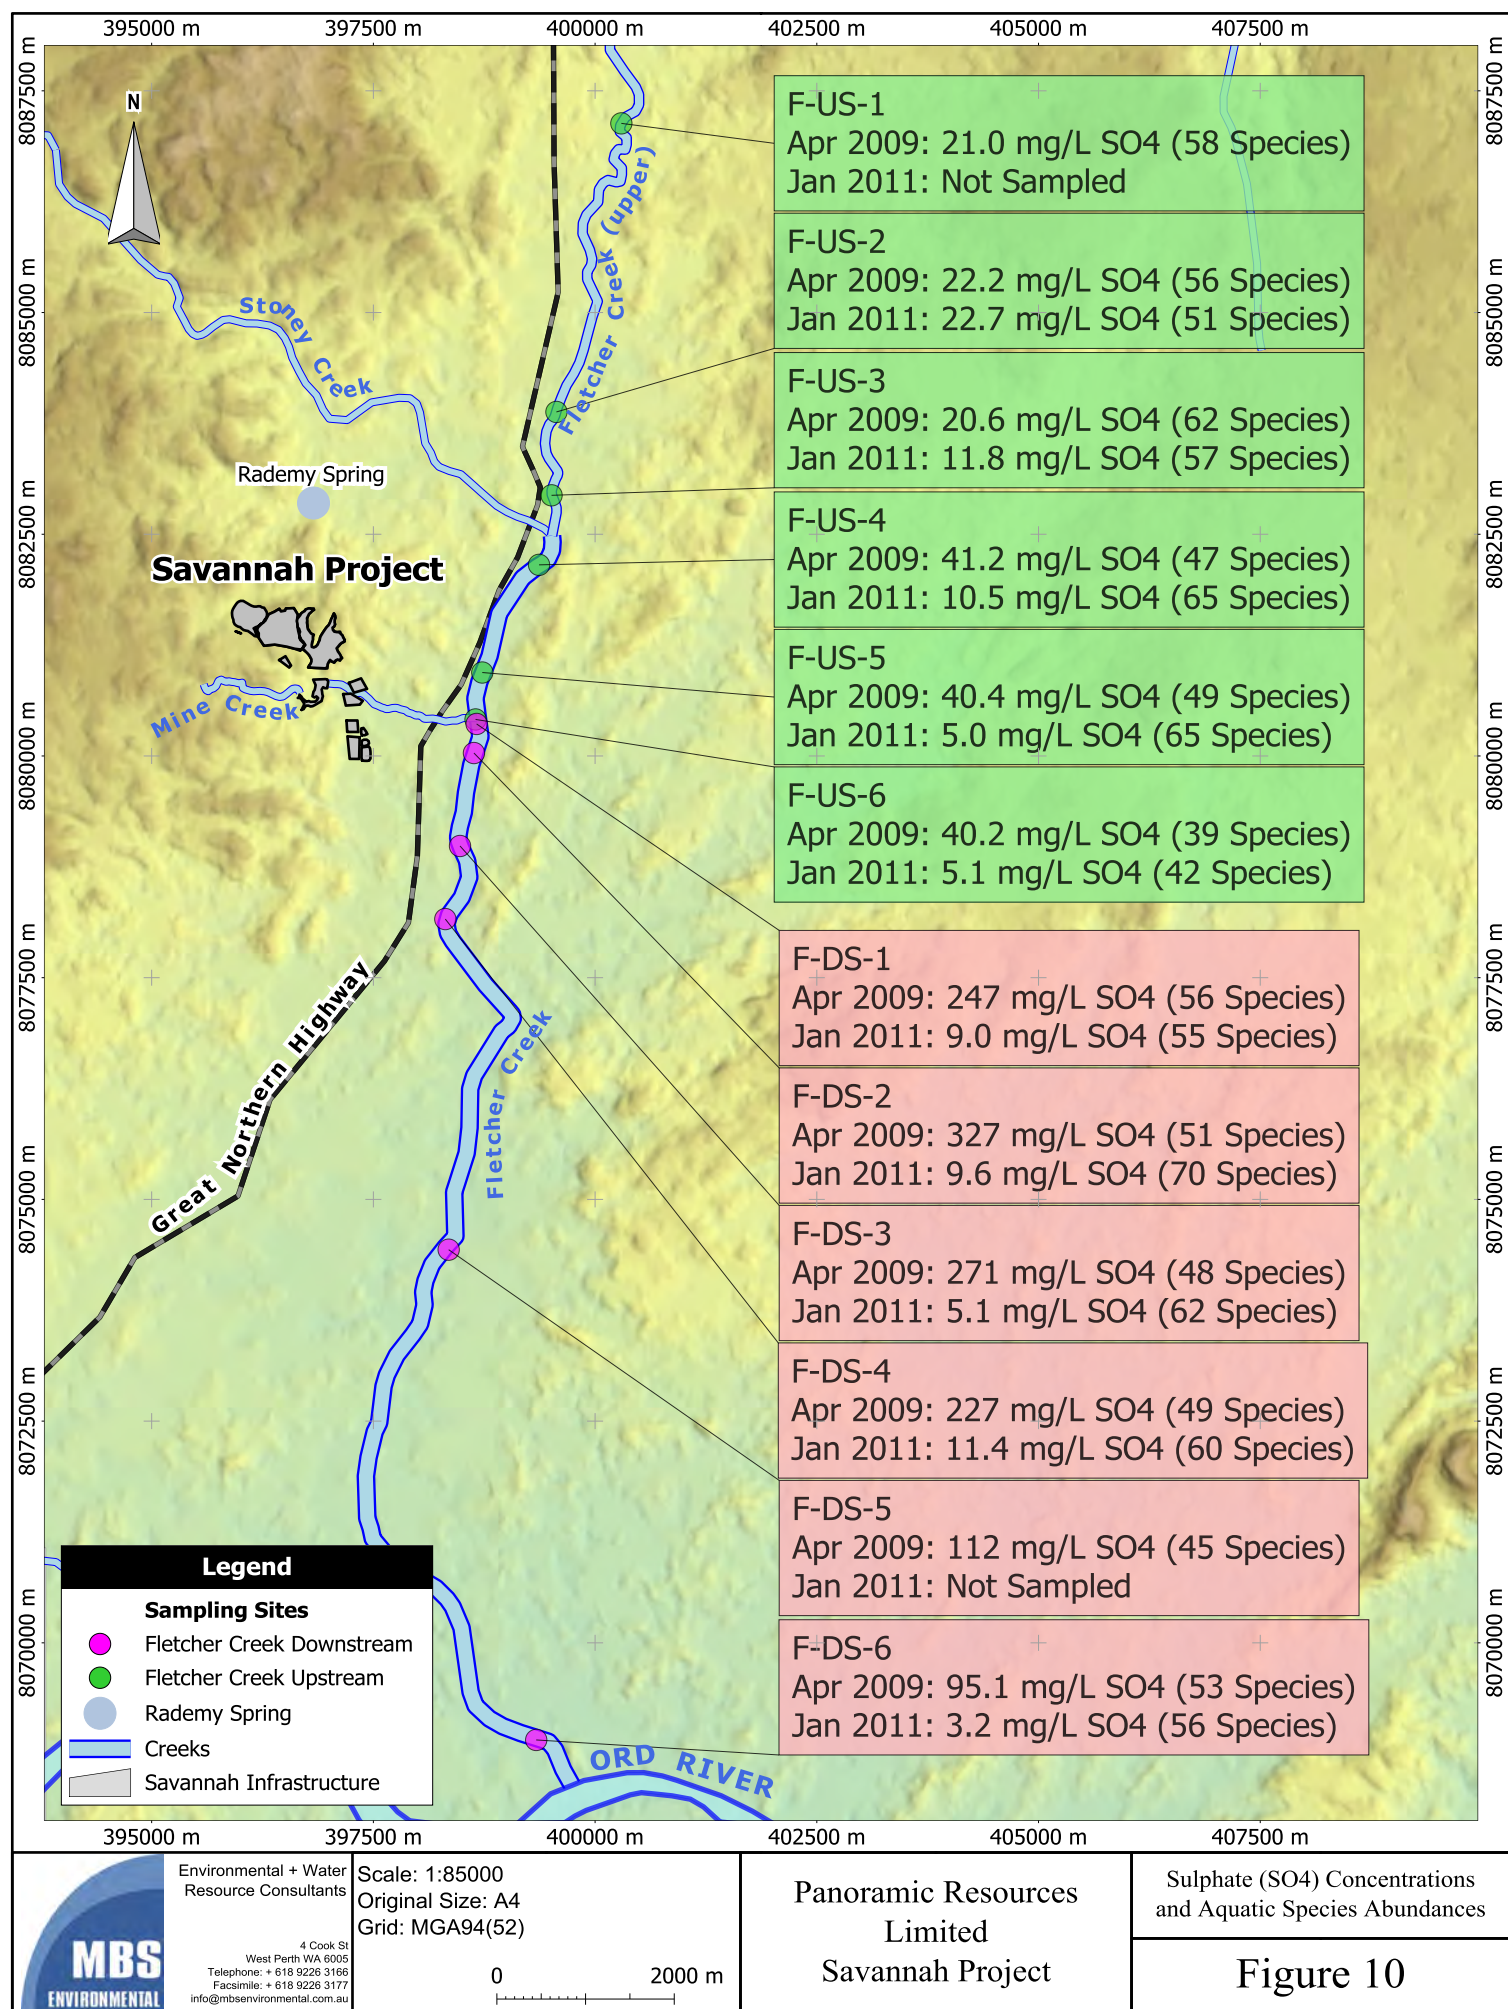 395000 m 397500 m 400000 m 402500 m 405000 m 407500 m
8087500 m
8085000 m
8082500 m
8080000 m
8077500 m
8075000 m
8072500 m
8070000 m
N
Fletcher Creek (upper)
Stoney Creek
Rademy Spring
Savannah Project
Mine Creek
Great Northern Highway
Fletcher Creek
ORD RIVER
F-US-1
Apr 2009: 21.0 mg/L SO4 (58 Species)
Jan 2011: Not Sampled
F-US-2
Apr 2009: 22.2 mg/L SO4 (56 Species)
Jan 2011: 22.7 mg/L SO4 (51 Species)
F-US-3
Apr 2009: 20.6 mg/L SO4 (62 Species)
Jan 2011: 11.8 mg/L SO4 (57 Species)
F-US-4
Apr 2009: 41.2 mg/L SO4 (47 Species)
Jan 2011: 10.5 mg/L SO4 (65 Species)
F-US-5
Apr 2009: 40.4 mg/L SO4 (49 Species)
Jan 2011: 5.0 mg/L SO4 (65 Species)
F-US-6
Apr 2009: 40.2 mg/L SO4 (39 Species)
Jan 2011: 5.1 mg/L SO4 (42 Species)
F-DS-1
Apr 2009: 247 mg/L SO4 (56 Species)
Jan 2011: 9.0 mg/L SO4 (55 Species)
F-DS-2
Apr 2009: 327 mg/L SO4 (51 Species)
Jan 2011: 9.6 mg/L SO4 (70 Species)
F-DS-3
Apr 2009: 271 mg/L SO4 (48 Species)
Jan 2011: 5.1 mg/L SO4 (62 Species)
F-DS-4
Apr 2009: 227 mg/L SO4 (49 Species)
Jan 2011: 11.4 mg/L SO4 (60 Species)
F-DS-5
Apr 2009: 112 mg/L SO4 (45 Species)
Jan 2011: Not Sampled
F-DS-6
Apr 2009: 95.1 mg/L SO4 (53 Species)
Jan 2011: 3.2 mg/L SO4 (56 Species)
8087500 m
8085000 m
8082500 m
8080000 m
8077500 m
8075000 m
8072500 m
8070000 m
Legend
Sampling Sites
Fletcher Creek Downstream
Fletcher Creek Upstream
Rademy Spring
Creeks
Savannah Infrastructure
395000 m 397500 m 400000 m 402500 m 405000 m 407500 m
MBS
ENVIRONMENTAL
Environmental + Water
Resource Consultants
4 Cook St
West Perth WA 6005
Telephone: + 618 9226 3166
Facsimile: + 618 9226 3177
info@mbsenvironmental.com.au
Scale: 1:85000
Original Size: A4
Grid: MGA94(52)
0 2000 m
Panoramic Resources
Limited
Savannah Project
Sulphate (SO4) Concentrations
and Aquatic Species Abundances
Figure 10